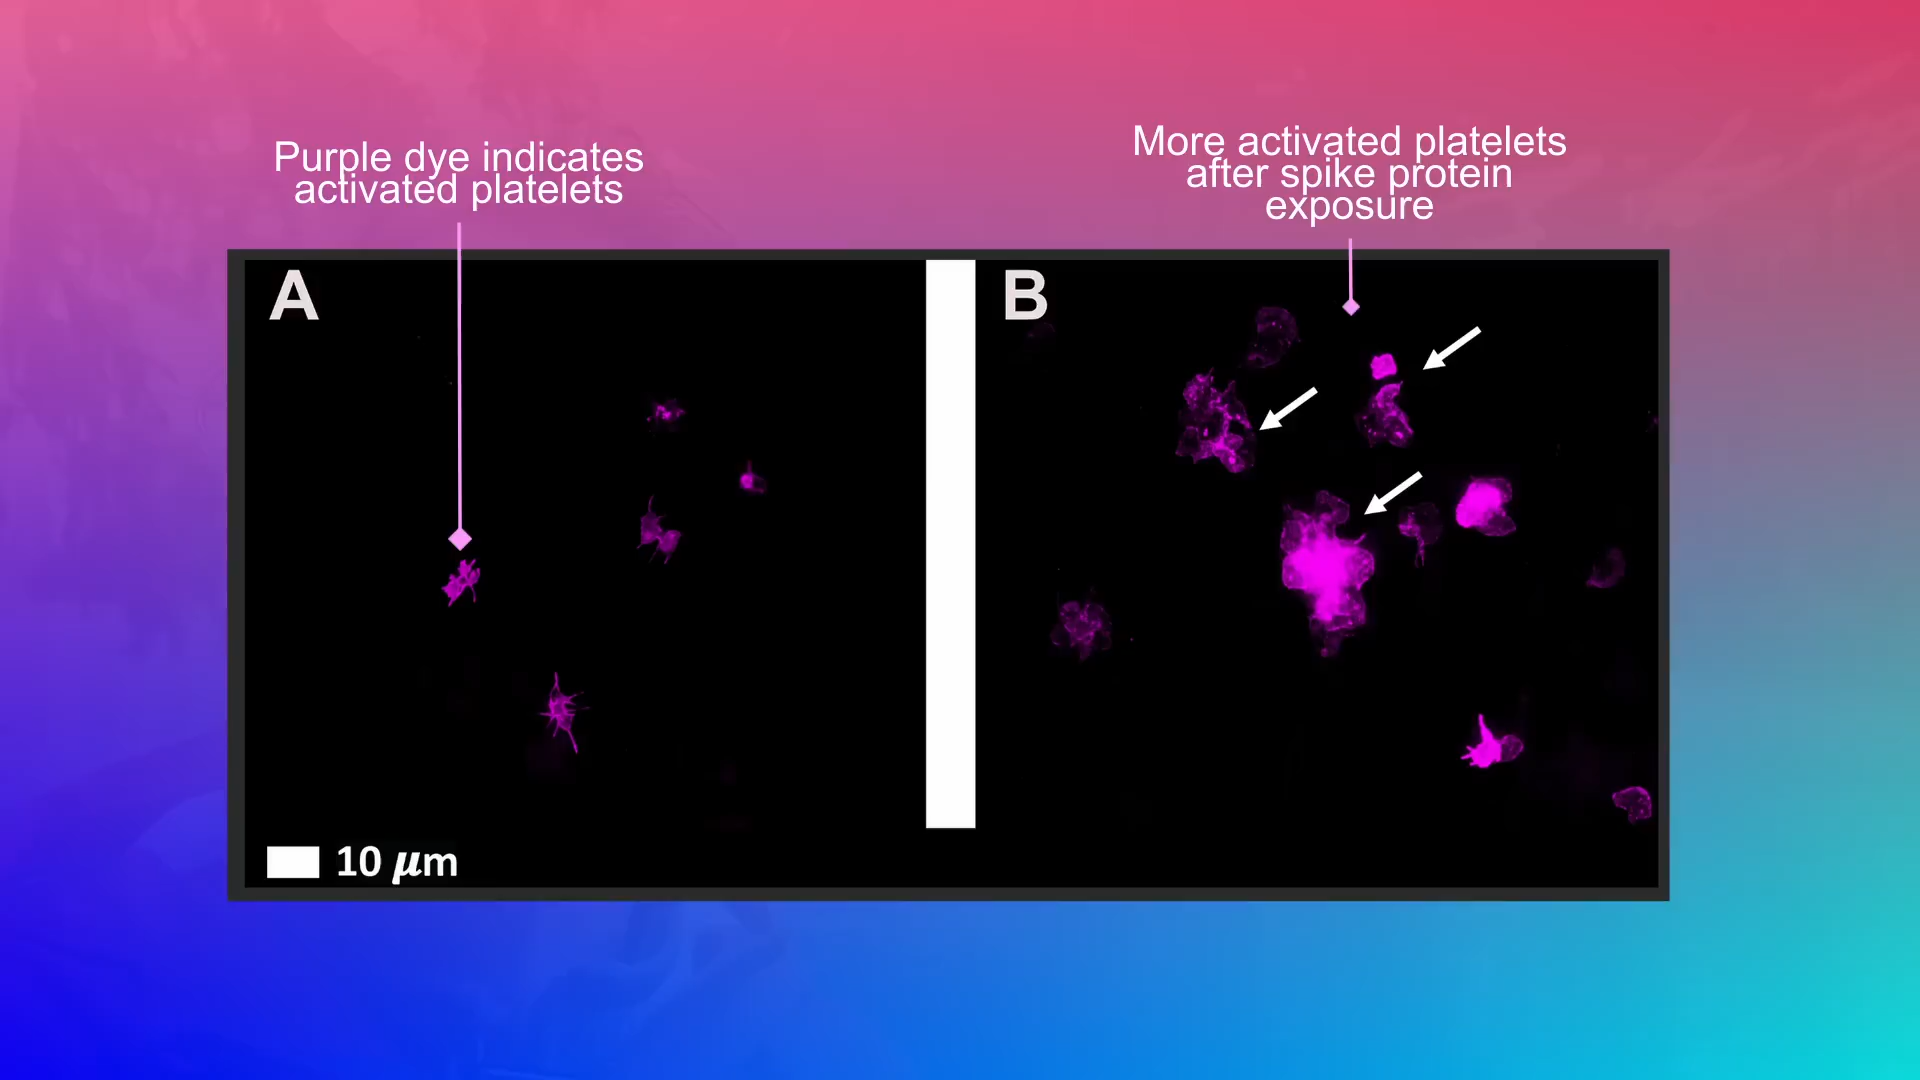 Purple dye indicates
activated platelets
More activated platelets
after spike protein
exposure
A
B
10 μm